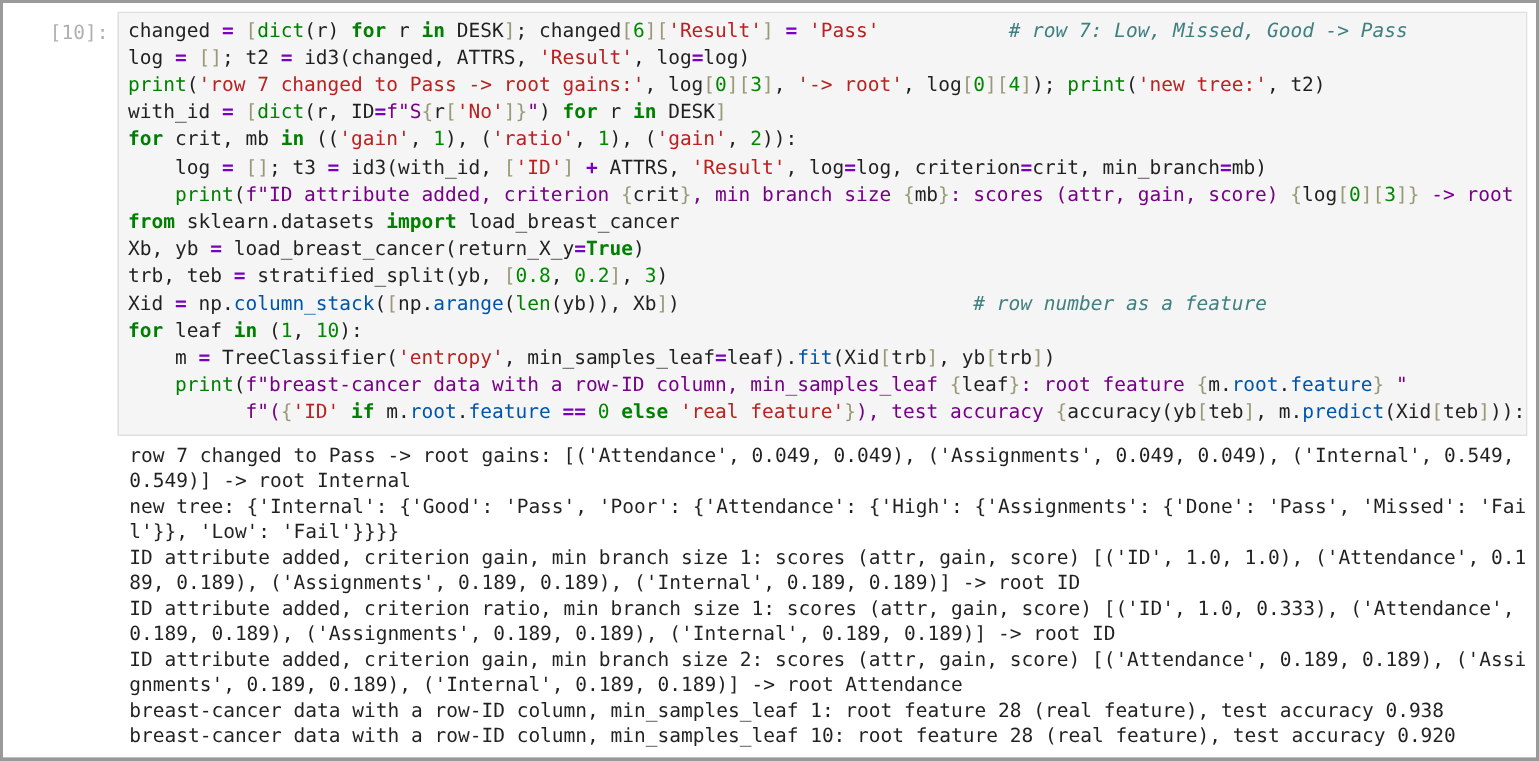 [10]: changed = [dict(r) for r in DESK]; changed[6]['Result'] = 'Pass'           # row 7: Low, Missed, Good -> Pass
log = []; t2 = id3(changed, ATTRS, 'Result', log=log)
print('row 7 changed to Pass -> root gains:', log[0][3], '-> root', log[0][4]); print('new tree:', t2)
with_id = [dict(r, ID=f"S{r['No']}") for r in DESK]
for crit, mb in (('gain', 1), ('ratio', 1), ('gain', 2)):
    log = []; t3 = id3(with_id, ['ID'] + ATTRS, 'Result', log=log, criterion=crit, min_branch=mb)
    print(f"ID attribute added, criterion {crit}, min branch size {mb}: scores (attr, gain, score) {log[0][3]} -> root
from sklearn.datasets import load_breast_cancer
Xb, yb = load_breast_cancer(return_X_y=True)
trb, teb = stratified_split(yb, [0.8, 0.2], 3)
Xid = np.column_stack([np.arange(len(yb)), Xb])                         # row number as a feature
for leaf in (1, 10):
    m = TreeClassifier('entropy', min_samples_leaf=leaf).fit(Xid[trb], yb[trb])
    print(f"breast-cancer data with a row-ID column, min_samples_leaf {leaf}: root feature {m.root.feature} "
          f"({'ID' if m.root.feature == 0 else 'real feature'}), test accuracy {accuracy(yb[teb], m.predict(Xid[teb])):
row 7 changed to Pass -> root gains: [('Attendance', 0.049, 0.049), ('Assignments', 0.049, 0.049), ('Internal', 0.549,
0.549)] -> root Internal
new tree: {'Internal': {'Good': 'Pass', 'Poor': {'Attendance': {'High': {'Assignments': {'Done': 'Pass', 'Missed': 'Fai
l'}}, 'Low': 'Fail'}}}}
ID attribute added, criterion gain, min branch size 1: scores (attr, gain, score) [('ID', 1.0, 1.0), ('Attendance', 0.1
89, 0.189), ('Assignments', 0.189, 0.189), ('Internal', 0.189, 0.189)] -> root ID
ID attribute added, criterion ratio, min branch size 1: scores (attr, gain, score) [('ID', 1.0, 0.333), ('Attendance',
0.189, 0.189), ('Assignments', 0.189, 0.189), ('Internal', 0.189, 0.189)] -> root ID
ID attribute added, criterion gain, min branch size 2: scores (attr, gain, score) [('Attendance', 0.189, 0.189), ('Assi
gnments', 0.189, 0.189), ('Internal', 0.189, 0.189)] -> root Attendance
breast-cancer data with a row-ID column, min_samples_leaf 1: root feature 28 (real feature), test accuracy 0.938
breast-cancer data with a row-ID column, min_samples_leaf 10: root feature 28 (real feature), test accuracy 0.920